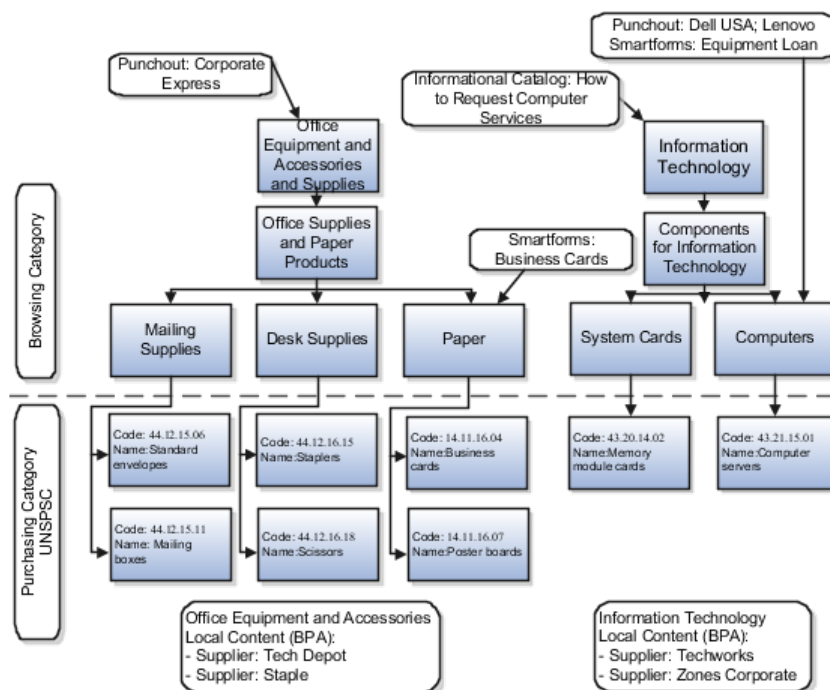 Punchout: Dell USA; Lenovo
Smartforms: Equipment Loan
Punchout: Corporate
Express
Informational Catalog: How
to Request Computer
Services
Office
Equipment and
Accessories
and Supplies
Information
Technology
Office Supplies
and Paper
Products
Smartforms:
Business Cards
Components
for Information
Technology
Browsing Category
Mailing
Supplies
Desk Supplies
Paper
System Cards
Computers
Purchasing Category
UNSPSC
Code: 44.12.15.06
Name:Standard
envelopes
Code: 44.12.16.15
Name:Staplers
Code: 14.11.16.04
Name:Business
cards
Code: 43.20.14.02
Name:Memory
module cards
Code: 43.21.15.01
Name:Computer
servers
Code: 44.12.15.11
Name: Mailing
boxes
Code: 44.12.16.18
Name:Scissors
Code: 14.11.16.07
Name:Poster boards
Office Equipment and Accessories
Local Content (BPA):
- Supplier: Tech Depot
- Supplier: Staple
Information Technology
Local Content (BPA):
- Supplier: Techworks
- Supplier: Zones Corporate